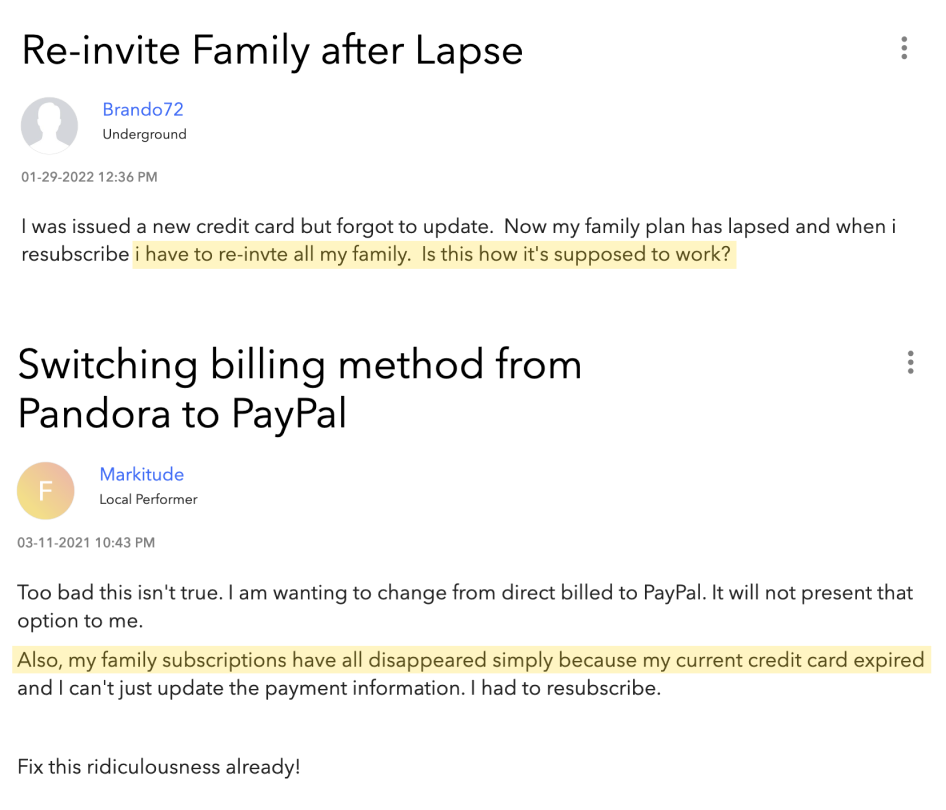 Re-invite Family after Lapse
Brando72
Underground
01-29-2022 12:36 PM
I was issued a new credit card but forgot to update.  Now my family plan has lapsed and when i
resubscribe i have to re-invte all my family.  Is this how it's supposed to work?
Switching billing method from
Pandora to PayPal
F
Markitude
Local Performer
03-11-2021 10:43 PM
Too bad this isn't true. I am wanting to change from direct billed to PayPal. It will not present that
option to me.
Also, my family subscriptions have all disappeared simply because my current credit card expired
and I can't just update the payment information. I had to resubscribe.
Fix this ridiculousness already!